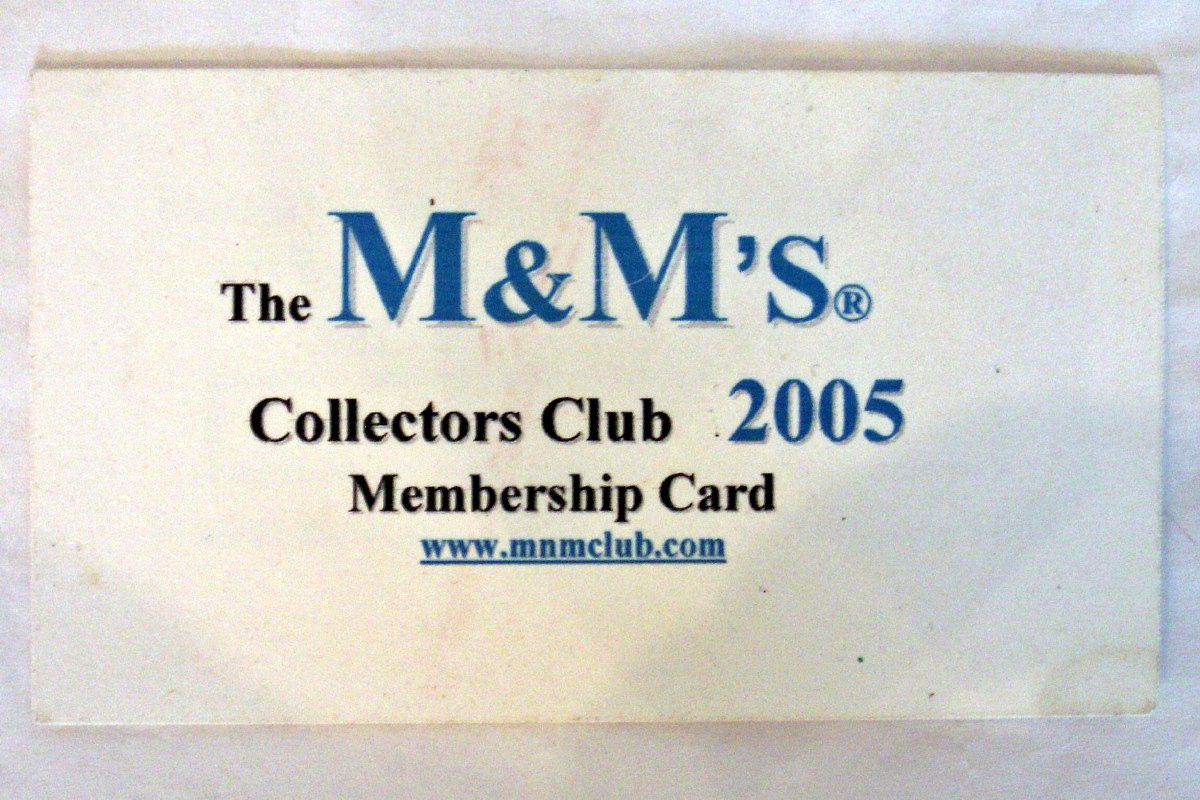 The M&M'S®
Collectors Club 2005
Membership Card
www.mnmclub.com